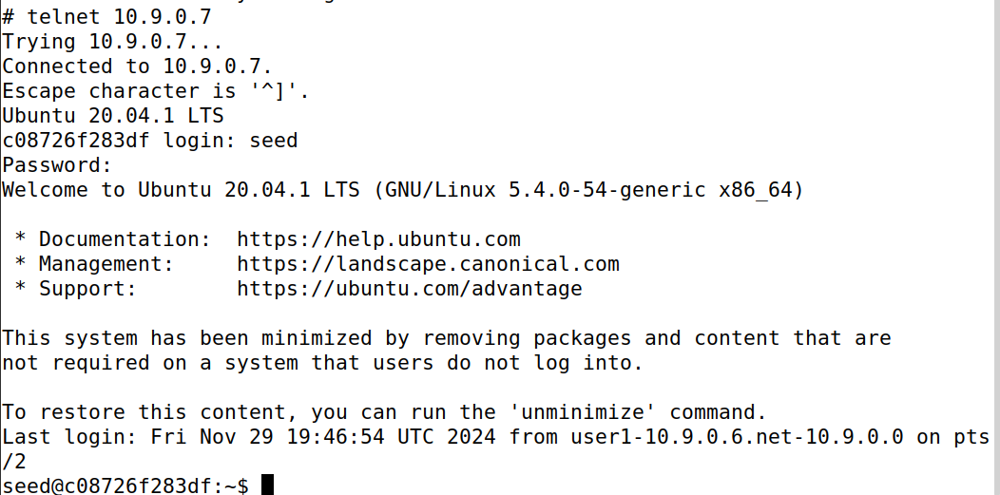 # telnet 10.9.0.7
Trying 10.9.0.7...
Connected to 10.9.0.7.
Escape character is '^]'.
Ubuntu 20.04.1 LTS
c08726f283df login: seed
Password:
Welcome to Ubuntu 20.04.1 LTS (GNU/Linux 5.4.0-54-generic x86_64)
* Documentation:  https://help.ubuntu.com
* Management:     https://landscape.canonical.com
* Support:        https://ubuntu.com/advantage
This system has been minimized by removing packages and content that are
not required on a system that users do not log into.
To restore this content, you can run the 'unminimize' command.
Last login: Fri Nov 29 19:46:54 UTC 2024 from user1-10.9.0.6.net-10.9.0.0 on pts
/2
seed@c08726f283df:~$